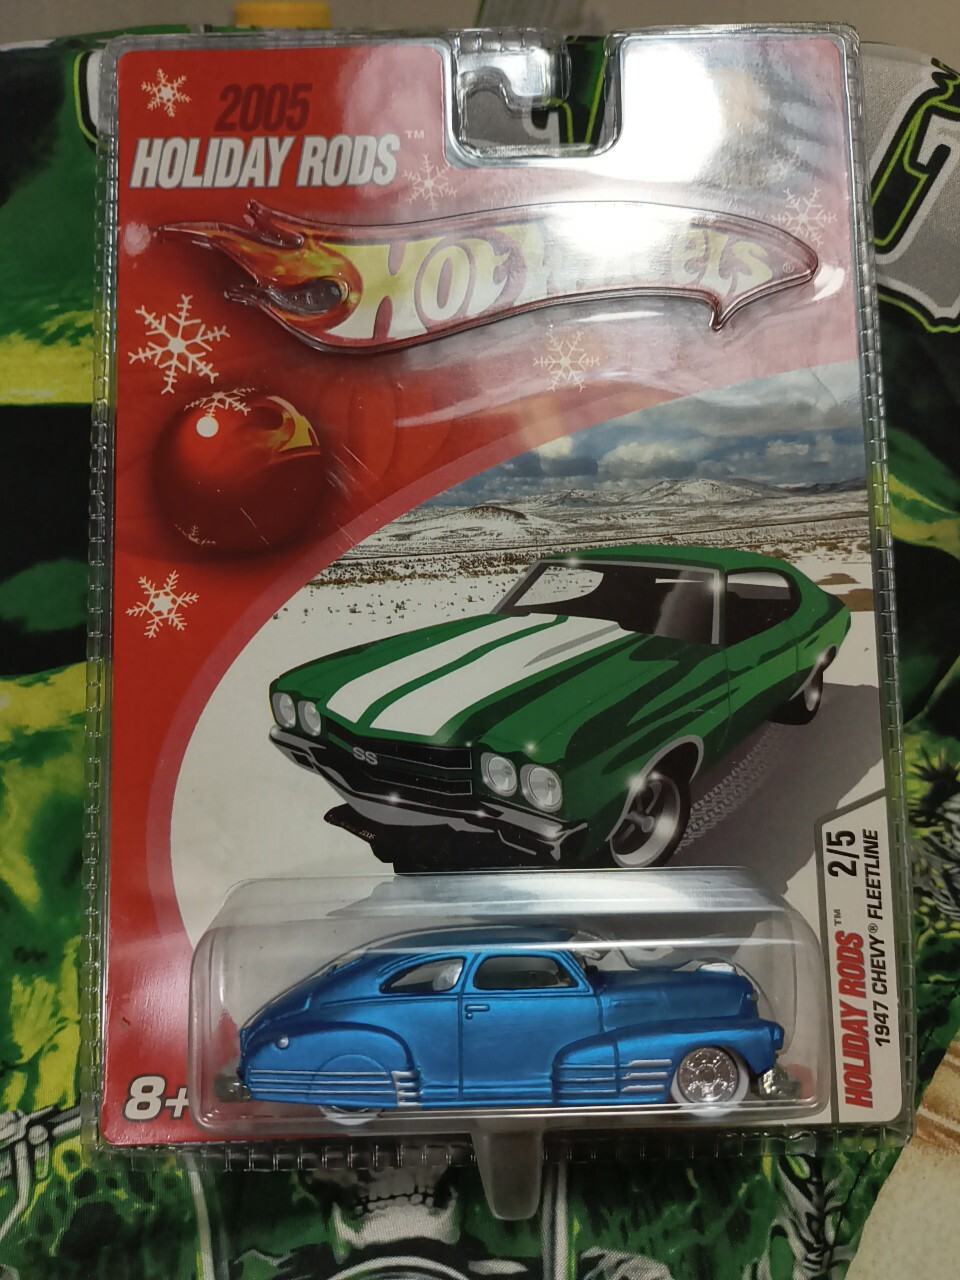 2005
HOLIDAY RODS™
HOT WHEELS®
SS
8+
HOLIDAY RODS™ 2/5
1947 CHEVY® FLEETLINE